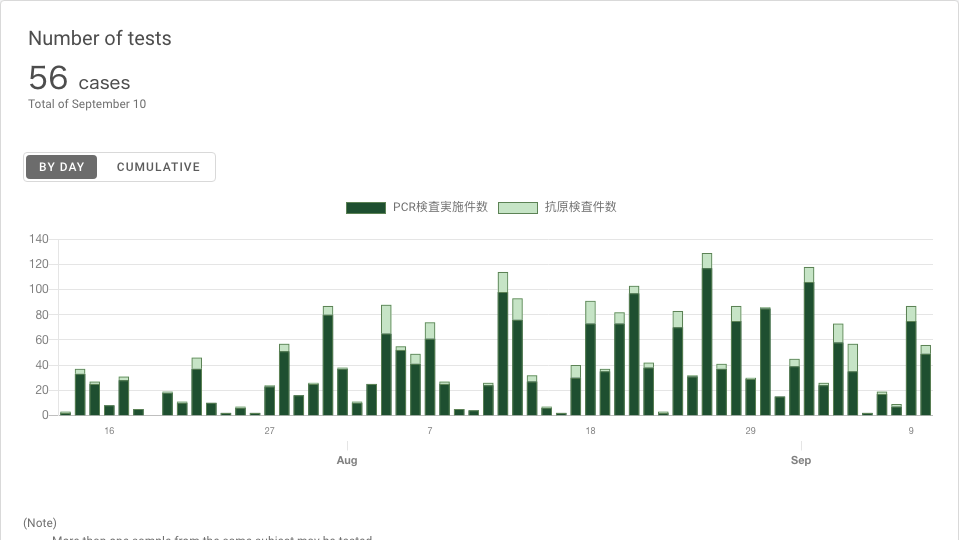 Number of tests
56 cases
Total of September 10
BY DAY CUMULATIVE
PCR検査実施件数 抗原検査件数
140
120
100
80
60
40
20
0
16 27 7 18 29 9
Aug Sep
(Note)
More than one sample from the same subject may be tested